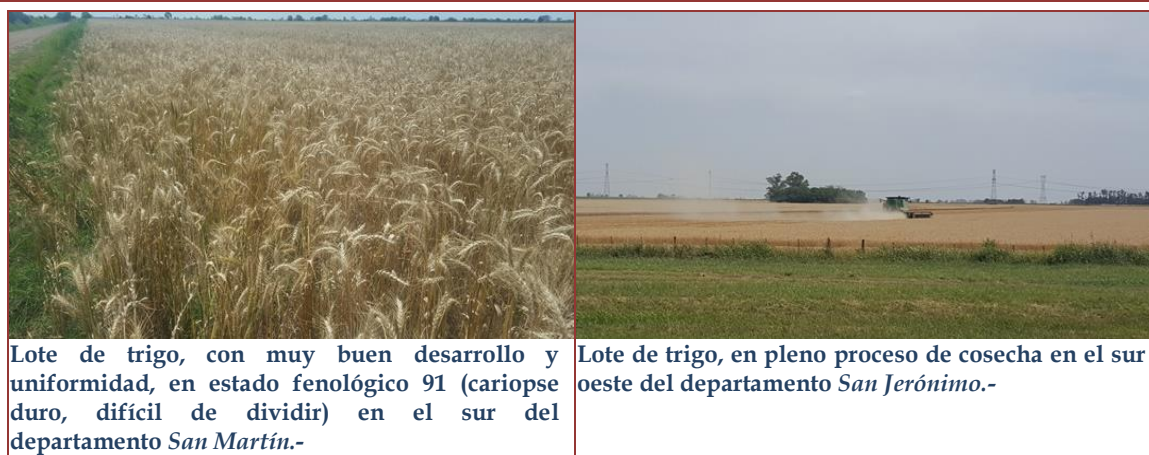 Lote de trigo, con muy buen desarrollo y
uniformidad, en estado fenológico 91 (cariopse
duro, difícil de dividir) en el sur del
departamento San Martín.-
Lote de trigo, en pleno proceso de cosecha en el sur
oeste del departamento San Jerónimo.-